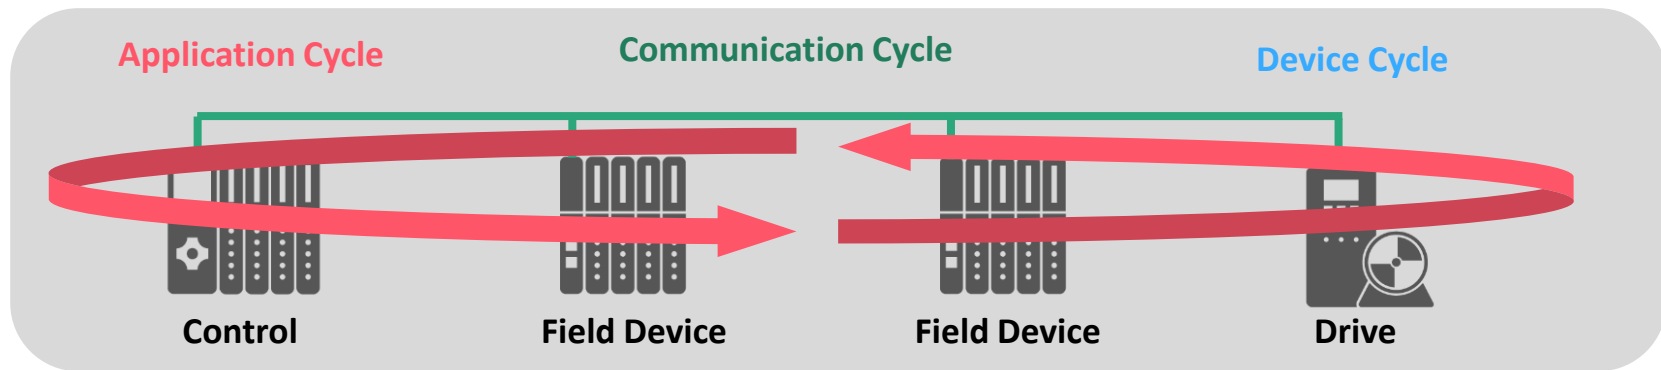 Application Cycle
Communication Cycle
Device Cycle
Control
Field Device
Field Device
Drive